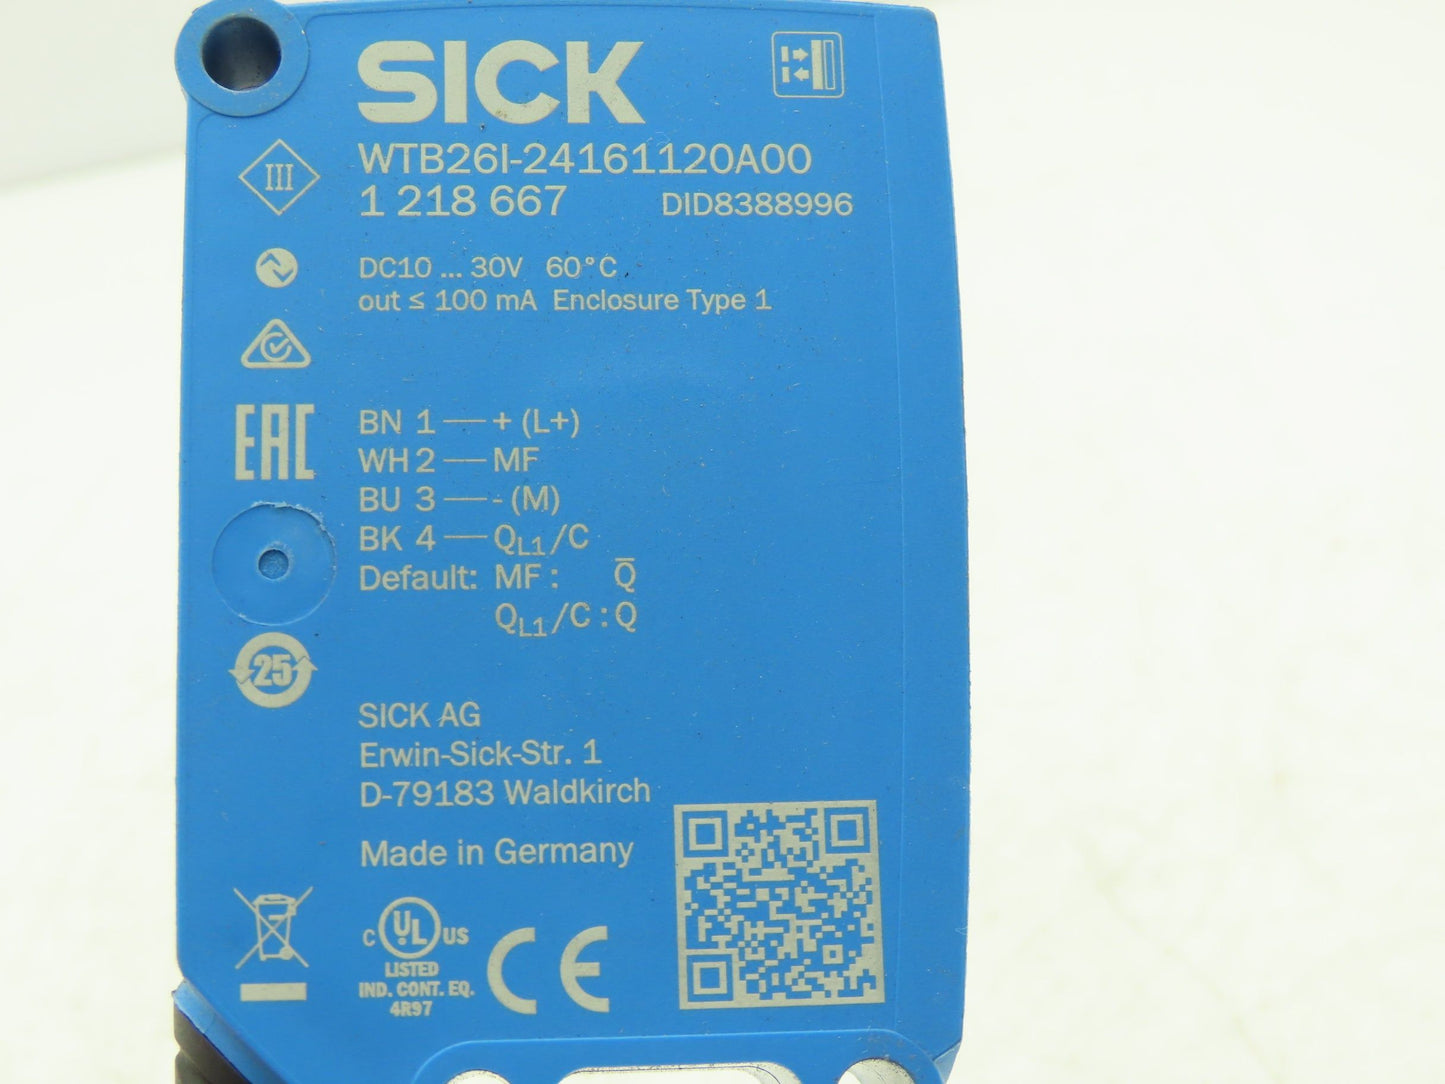 SICK
WTB26I-24161120A00
1 218 667 DID8388996
III
DC10 ... 30V 60°C
out ≤ 100 mA Enclosure Type 1
EAC
BN 1 — + (L+)
WH 2 — MF
BU 3 — - (M)
BK 4 — QL1/C
Default: MF : Q̅
QL1/C : Q
25
SICK AG
Erwin-Sick-Str. 1
D-79183 Waldkirch
Made in Germany
C UL US
LISTED
IND. CONT. EQ.
4R97
CE